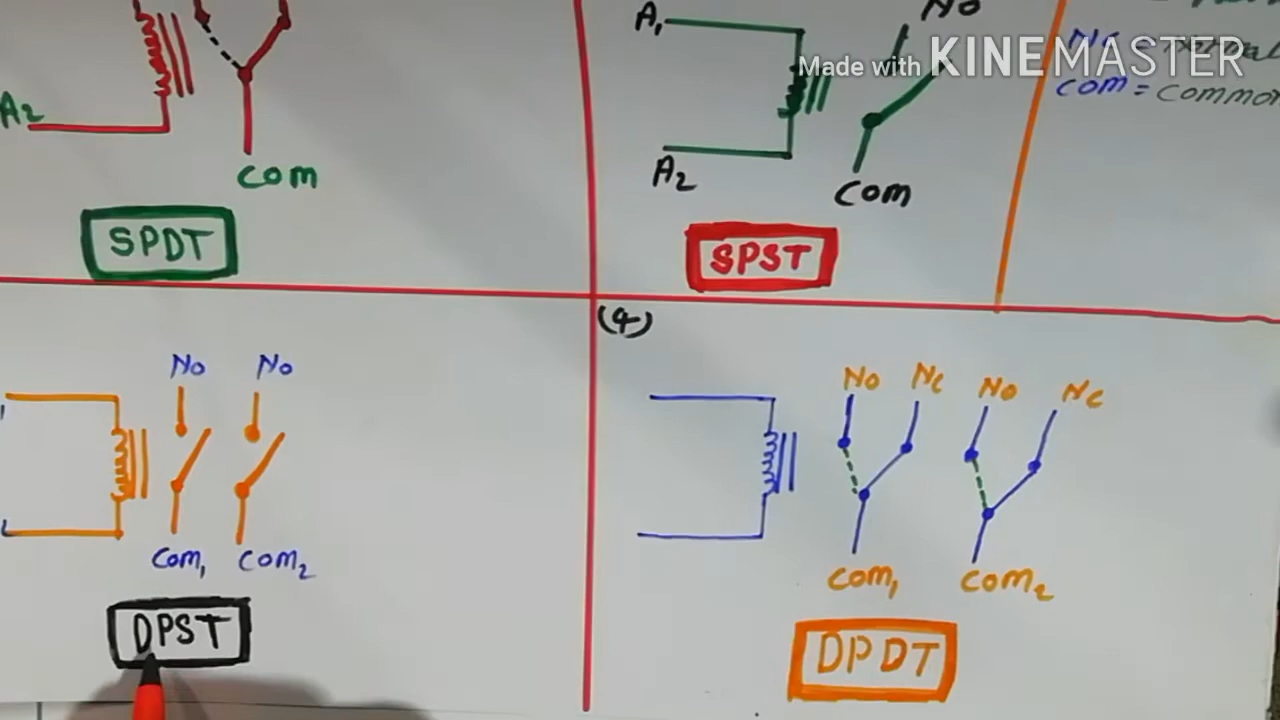 A2
Com
SPDT
A1
No
Made with KINEMASTER
A2
Com
SPST
N/C = Normal
Com = Common
No No
Com1 Com2
DPST
(4)
No Nc No Nc
Com1 Com2
DPDT